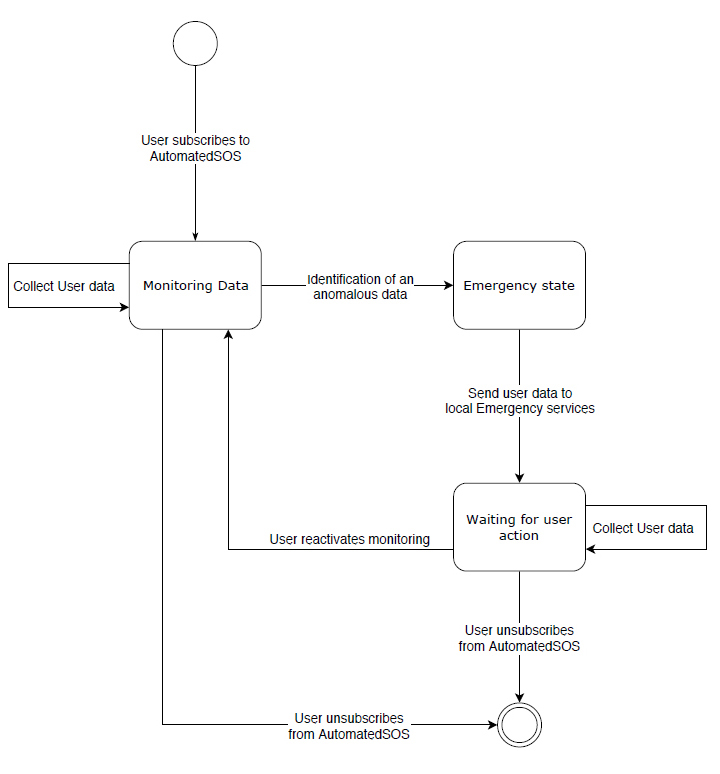 User subscribes to
AutomatedSOS
Collect User data
Monitoring Data
Identification of an
anomalous data
Emergency state
Send user data to
local Emergency services
Waiting for user
action
Collect User data
User reactivates monitoring
User unsubscribes
from AutomatedSOS
User unsubscribes
from AutomatedSOS